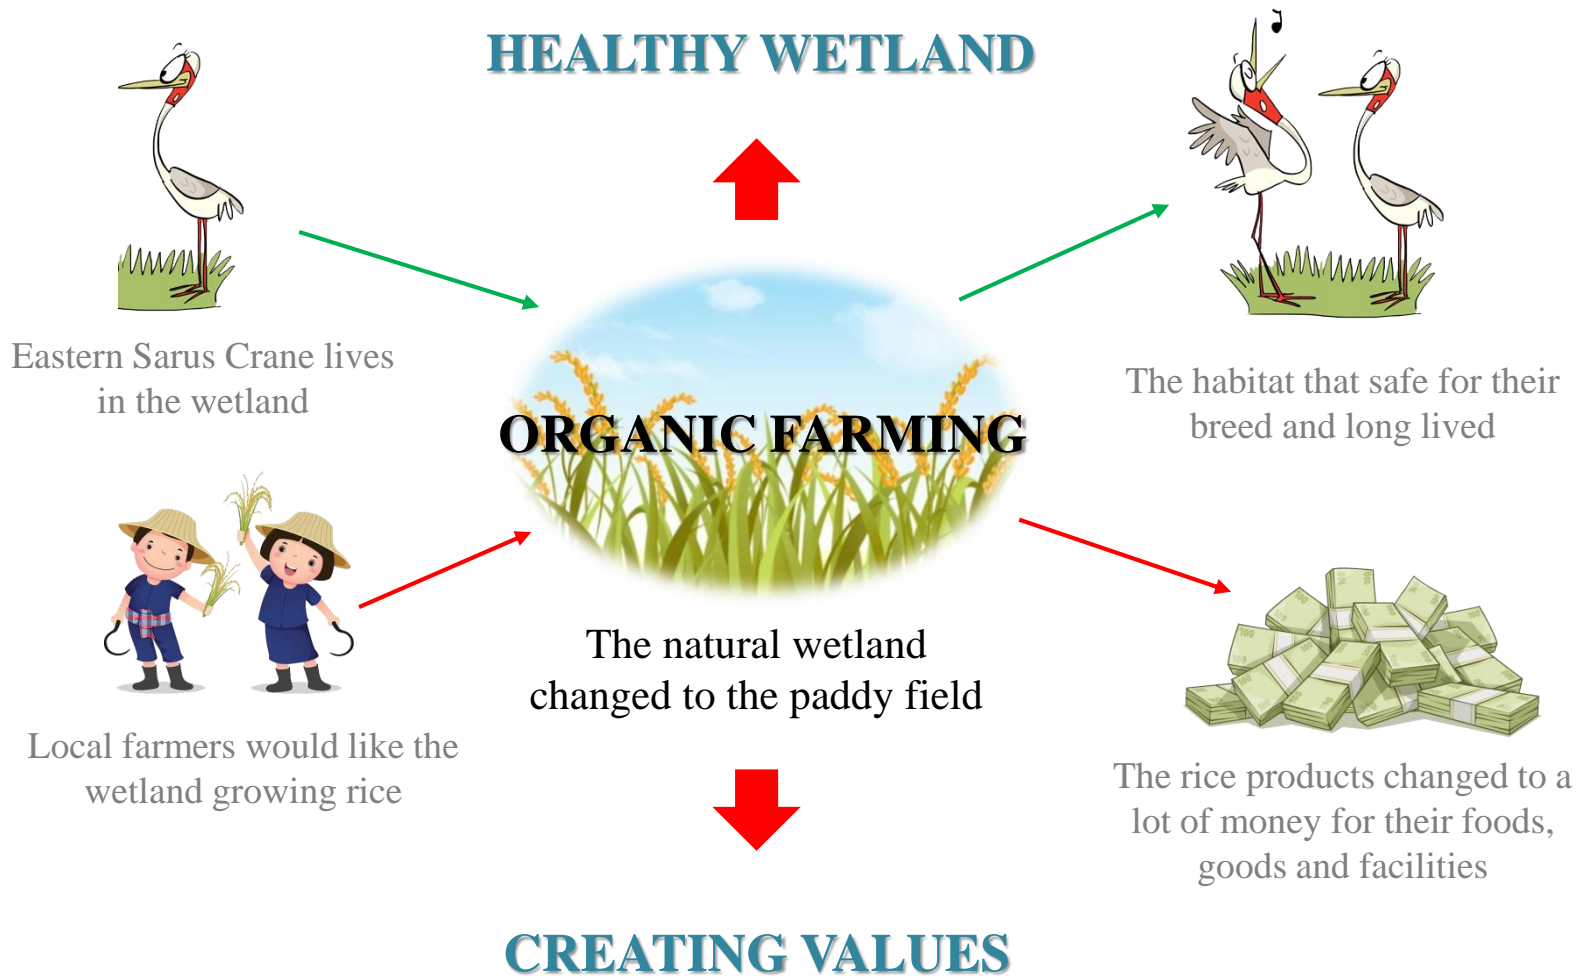 HEALTHY WETLAND
Eastern Sarus Crane lives
in the wetland
The habitat that safe for their
breed and long lived
ORGANIC FARMING
The natural wetland
changed to the paddy field
Local farmers would like the
wetland growing rice
The rice products changed to a
lot of money for their foods,
goods and facilities
CREATING VALUES